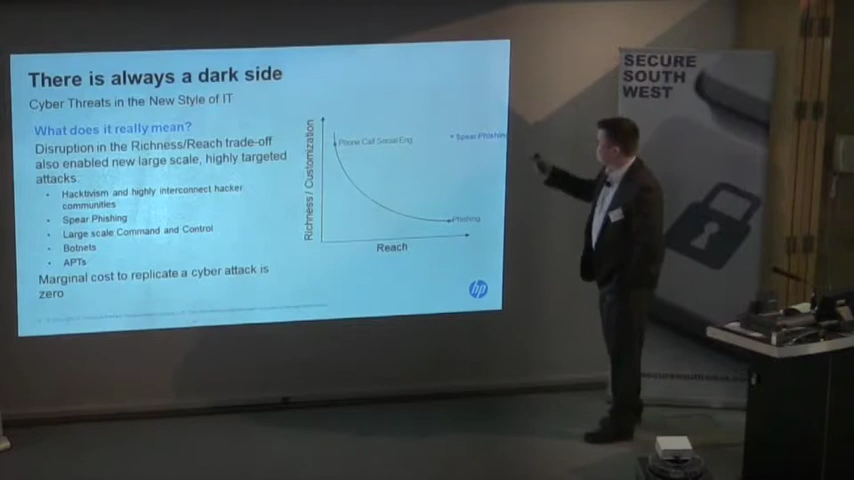 There is always a dark side
Cyber Threats in the New Style of IT
What does it really mean?
Disruption in the Richness/Reach trade-off
also enabled new large scale, highly targeted
attacks:
• Hacktivism and highly interconnect hacker
communities
• Spear Phishing
• Large scale Command and Control
• Botnets
• APTs
Marginal cost to replicate a cyber attack is
zero
Richness / Customization
Phone Call Social Eng.
Spear Phishing
Phishing
Reach
hp
SECURE
SOUTH
WEST